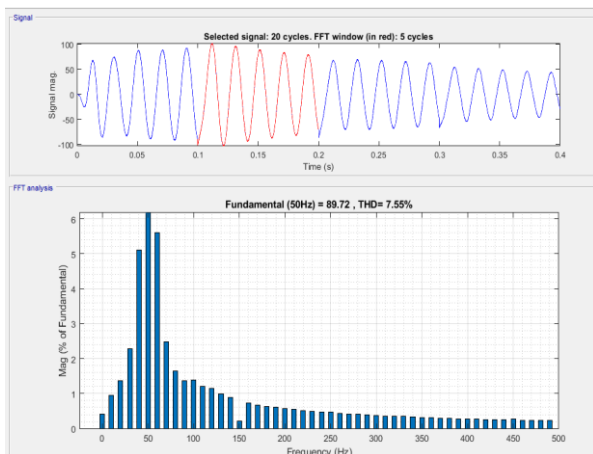 Signal
Selected signal: 20 cycles. FFT window (in red): 5 cycles
Signal mag.
100
50
0
-50
-100
0 0.05 0.1 0.15 0.2 0.25 0.3 0.35 0.4
Time (s)
FFT analysis
Fundamental (50Hz) = 89.72 , THD= 7.55%
Mag (% of Fundamental)
6
5
4
3
2
1
0
0 50 100 150 200 250 300 350 400 450 500
Frequency (Hz)